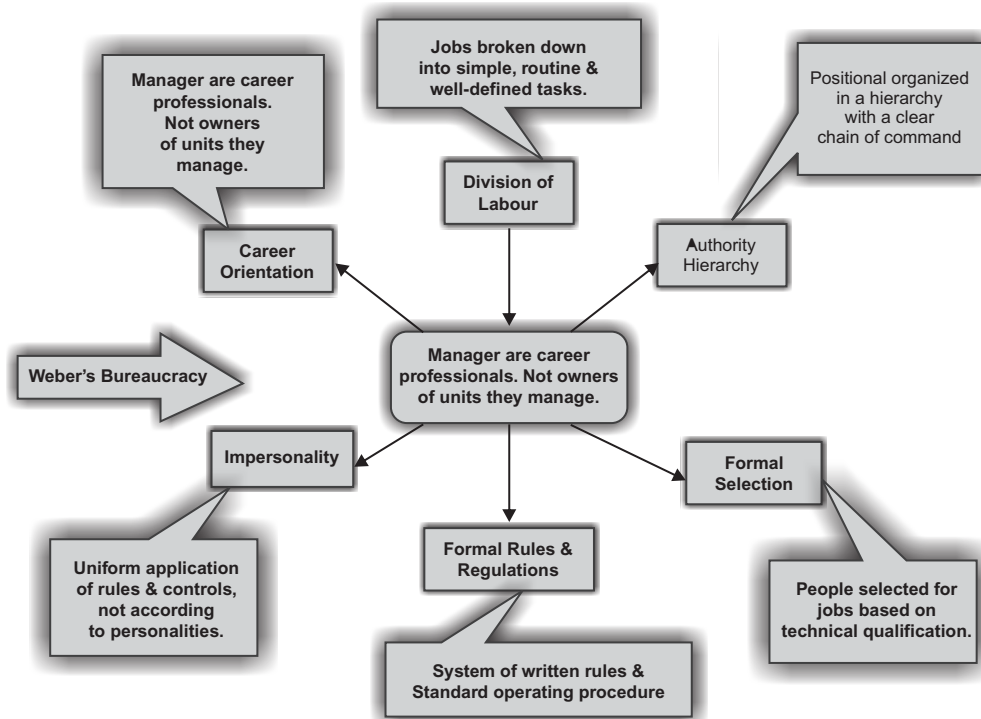 Jobs broken down
into simple, routine &
well-defined tasks.
Manager are career
professionals.
Not owners
of units they
manage.
Positional organized
in a hierarchy
with a clear
chain of command
Division of
Labour
Career
Orientation
Authority
Hierarchy
Manager are career
professionals. Not owners
of units they manage.
Weber's Bureaucracy
Impersonality
Formal
Selection
Formal Rules &
Regulations
Uniform application
of rules & controls,
not according
to personalities.
People selected for
jobs based on
technical qualification.
System of written rules &
Standard operating procedure